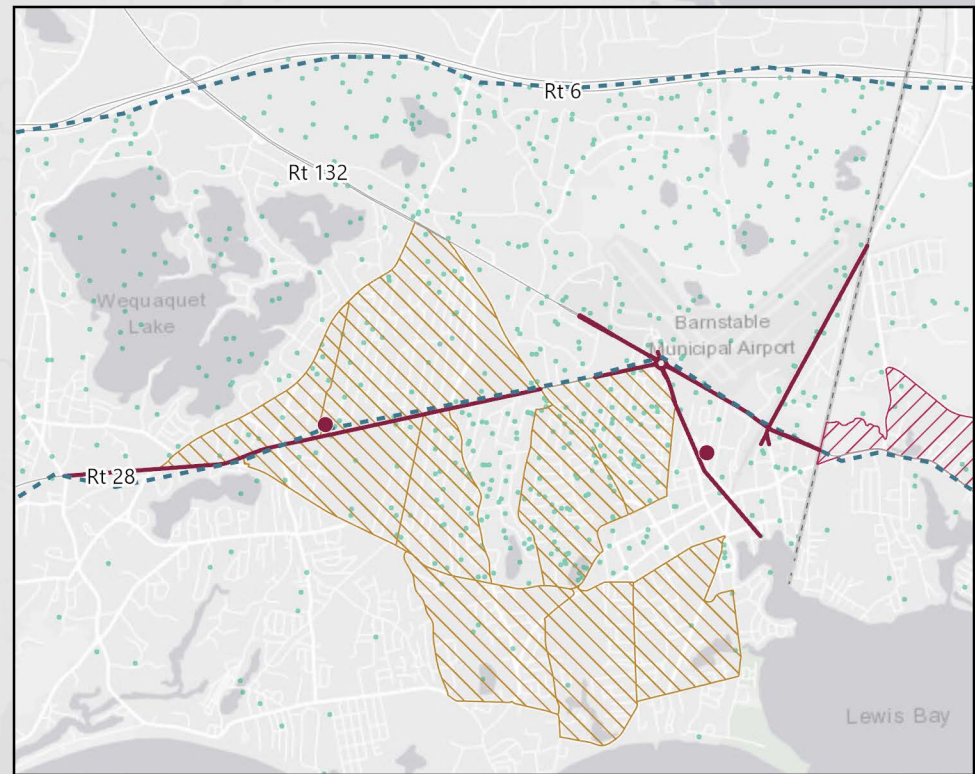 Rt 6
Rt 132
Wequaquet
Lake
Barnstable
Municipal Airport
Rt 28
Lewis Bay